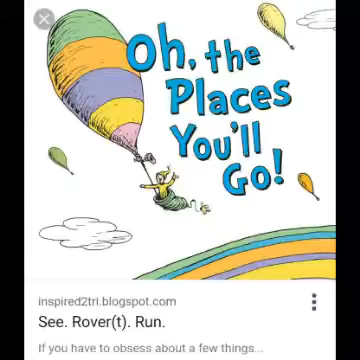 Oh, the
Places
You'll
Go!
inspired2tri.blogspot.com
See. Rover(t). Run.
If you have to obsess about a few things...